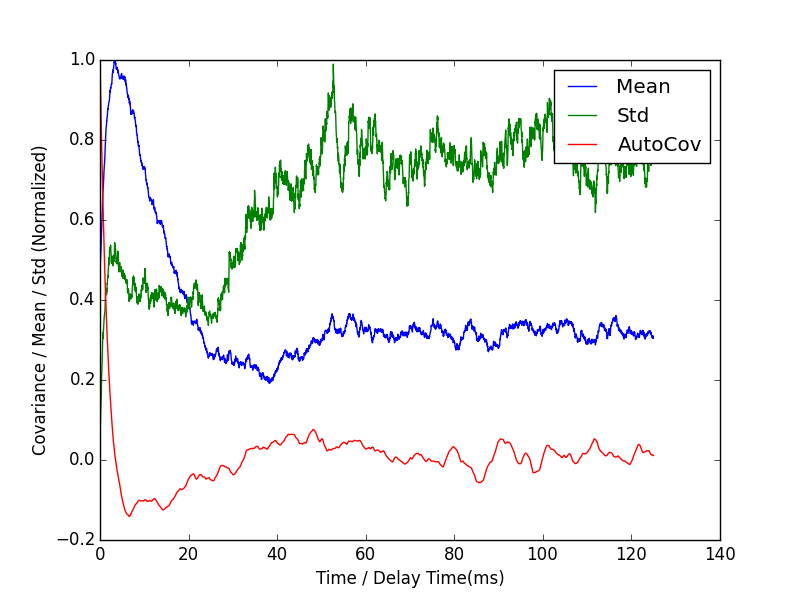 1.0
0.8
0.6
0.4
0.2
0.0
−0.2
Covariance / Mean / Std (Normalized)
Mean
Std
AutoCov
0 20 40 60 80 100 120 140
Time / Delay Time(ms)